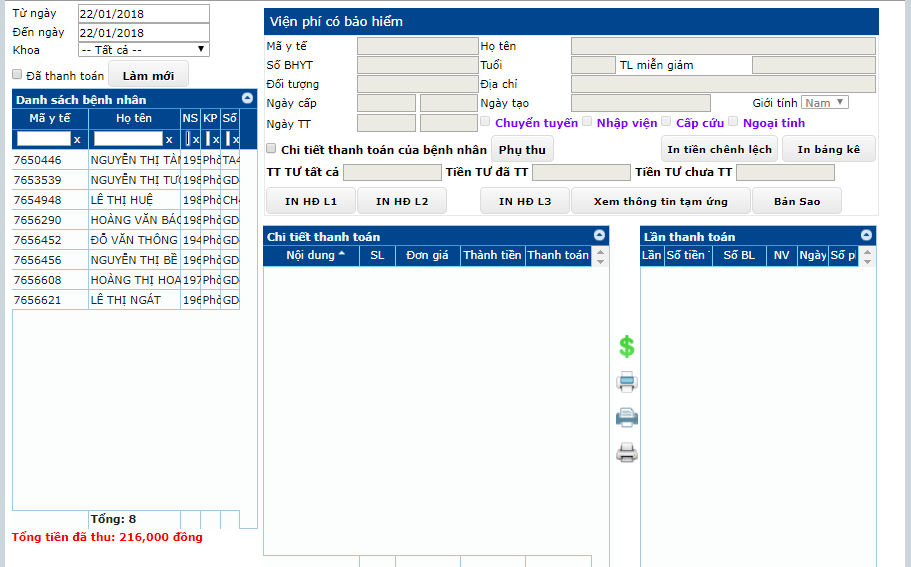 Từ ngày 22/01/2018
Đến ngày 22/01/2018
Khoa -- Tất cả --
Đã thanh toán Làm mới
Danh sách bệnh nhân
Mã y tế Họ tên NS KP Số
x x x x x
7650446 NGUYỄN THỊ TÀ 195 Phò TA4
7653539 NGUYỄN THỊ TƯ 198 Phò GD
7654948 LÊ THỊ HUỆ 198 Phò CH4
7656290 HOÀNG VĂN BÁC 198 Phò GD
7656452 ĐỖ VĂN THÔNG 194 Phò GD
7656456 NGUYỄN THỊ BỀ 196 Phò GD
7656608 HOÀNG THỊ HOA 197 Phò GD
7656621 LÊ THỊ NGÁT 196 Phò GD
Tổng: 8
Tổng tiền đã thu: 216,000 đồng
Viện phí có bảo hiểm
Mã y tế Họ tên
Số BHYT Tuổi TL miễn giảm
Đối tượng Địa chỉ
Ngày cấp Ngày tạo Giới tính Nam
Ngày TT Chuyển tuyến Nhập viện Cấp cứu Ngoại tỉnh
Chi tiết thanh toán của bệnh nhân Phụ thu In tiền chênh lệch In bảng kê
TT TƯ tất cả Tiền TƯ đã TT Tiền TƯ chưa TT
IN HĐ L1 IN HĐ L2 IN HĐ L3 Xem thông tin tạm ứng Bản Sao
Chi tiết thanh toán
Nội dung SL Đơn giá Thành tiền Thanh toán
Lần thanh toán
Lần Số tiền Số BL NV Ngày Số p